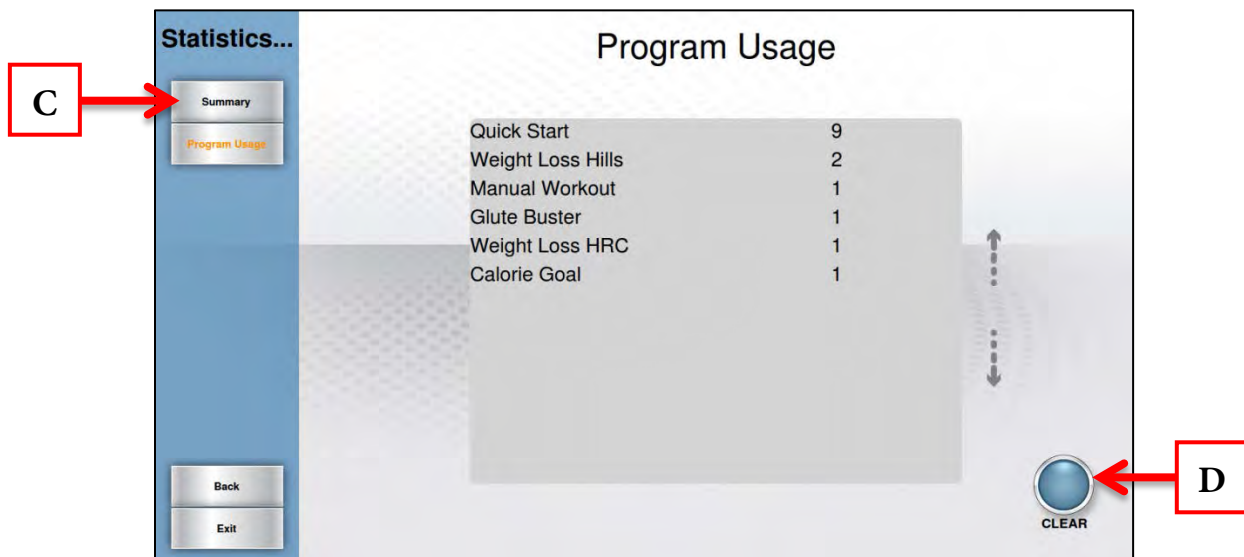 Statistics...
Program Usage
C
Summary
Program Usage
Quick Start 9
Weight Loss Hills 2
Manual Workout 1
Glute Buster 1
Weight Loss HRC 1
Calorie Goal 1
Back
Exit
CLEAR
D